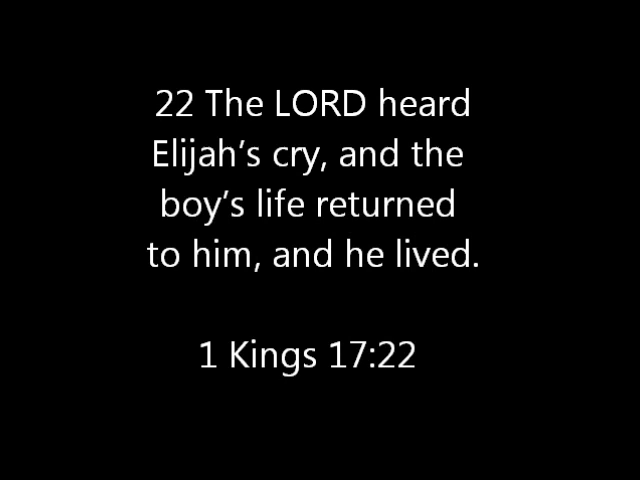 22 The LORD heard
Elijah’s cry, and the
boy’s life returned
to him, and he lived.
1 Kings 17:22